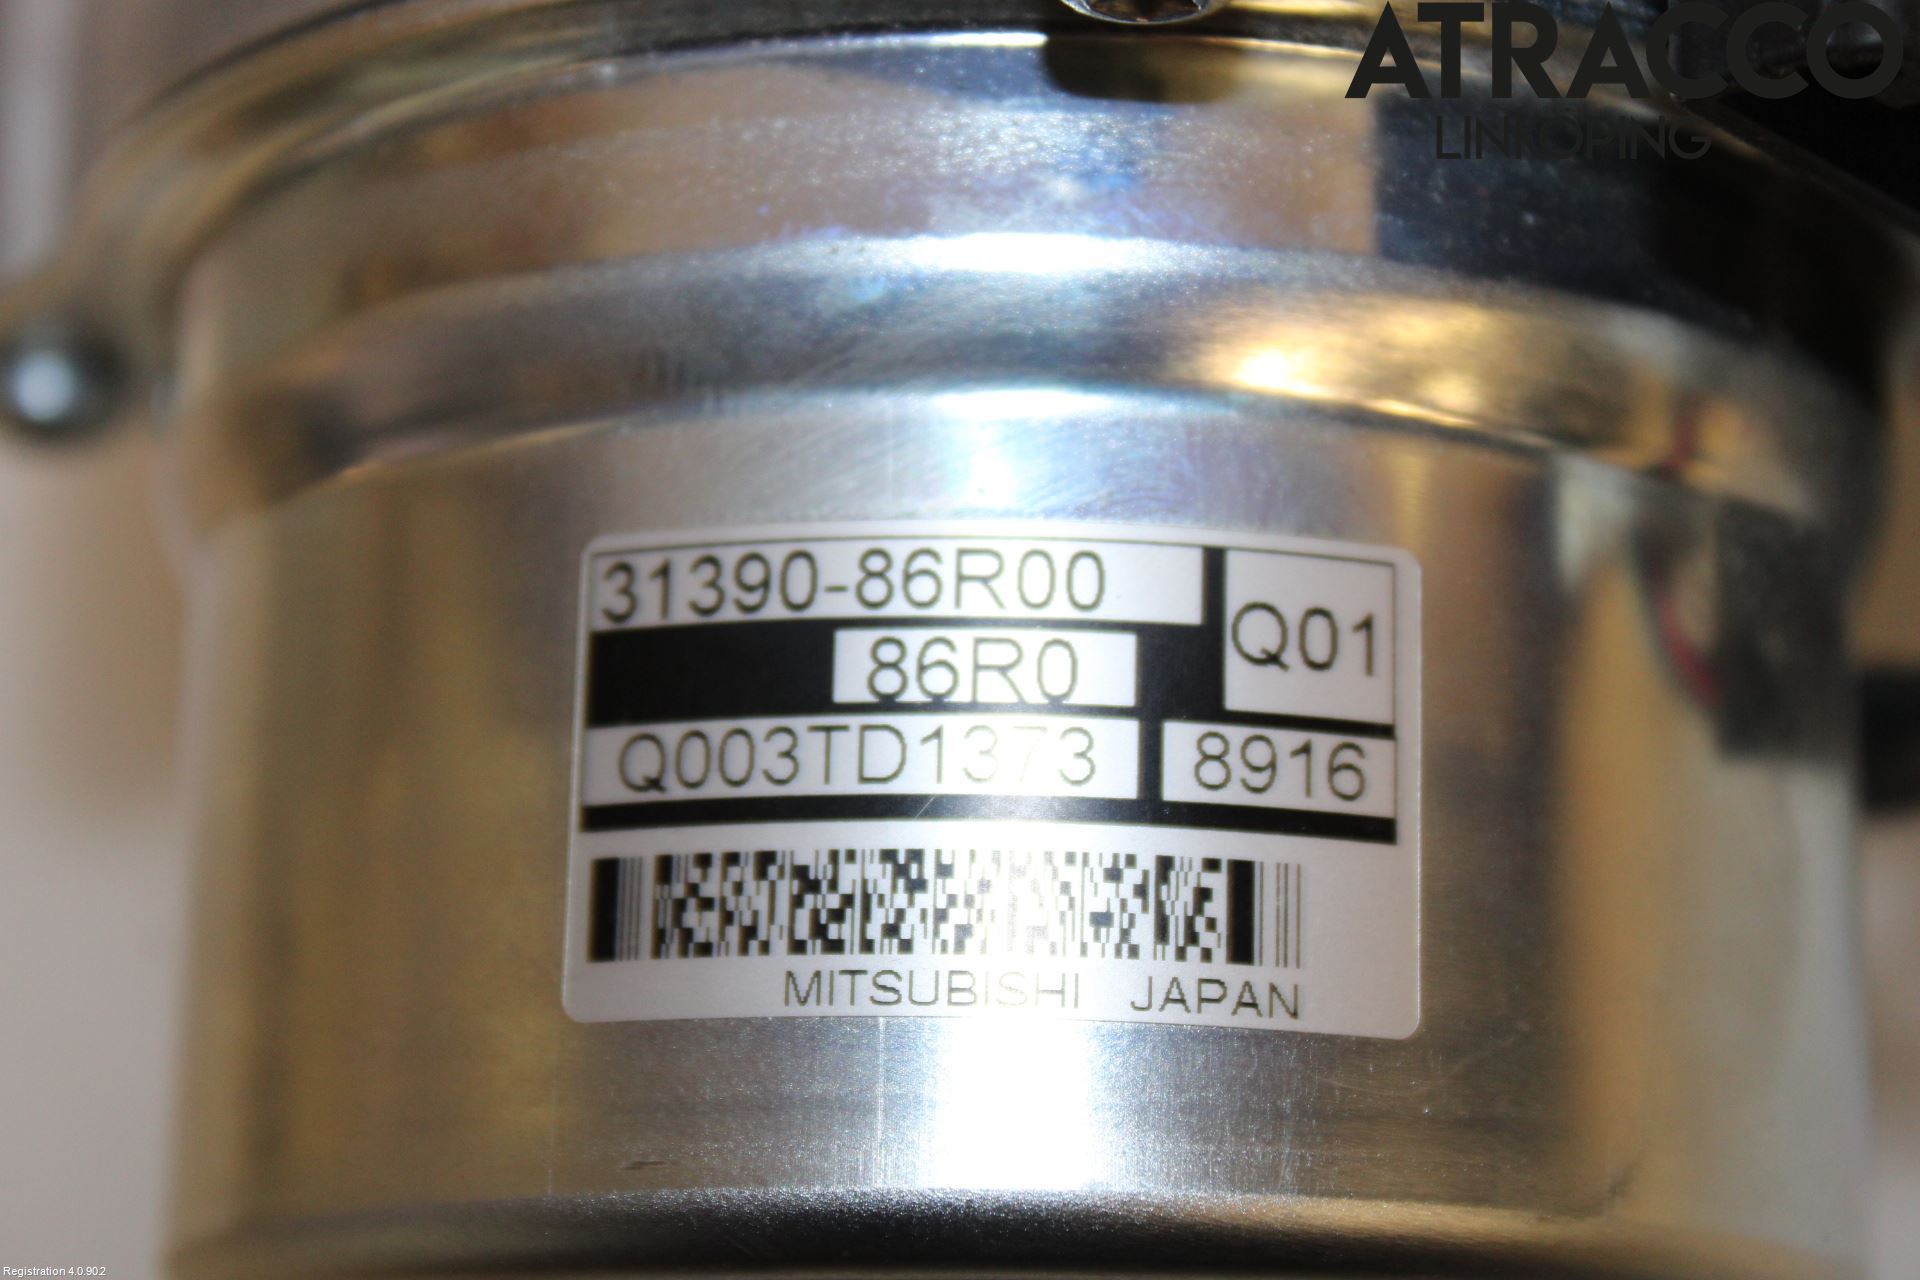 ATRACCO
LINKÖPING
31390-86R00
Q01
86R0
Q003TD1373
8916
MITSUBISHI JAPAN
Registration 4.0.902